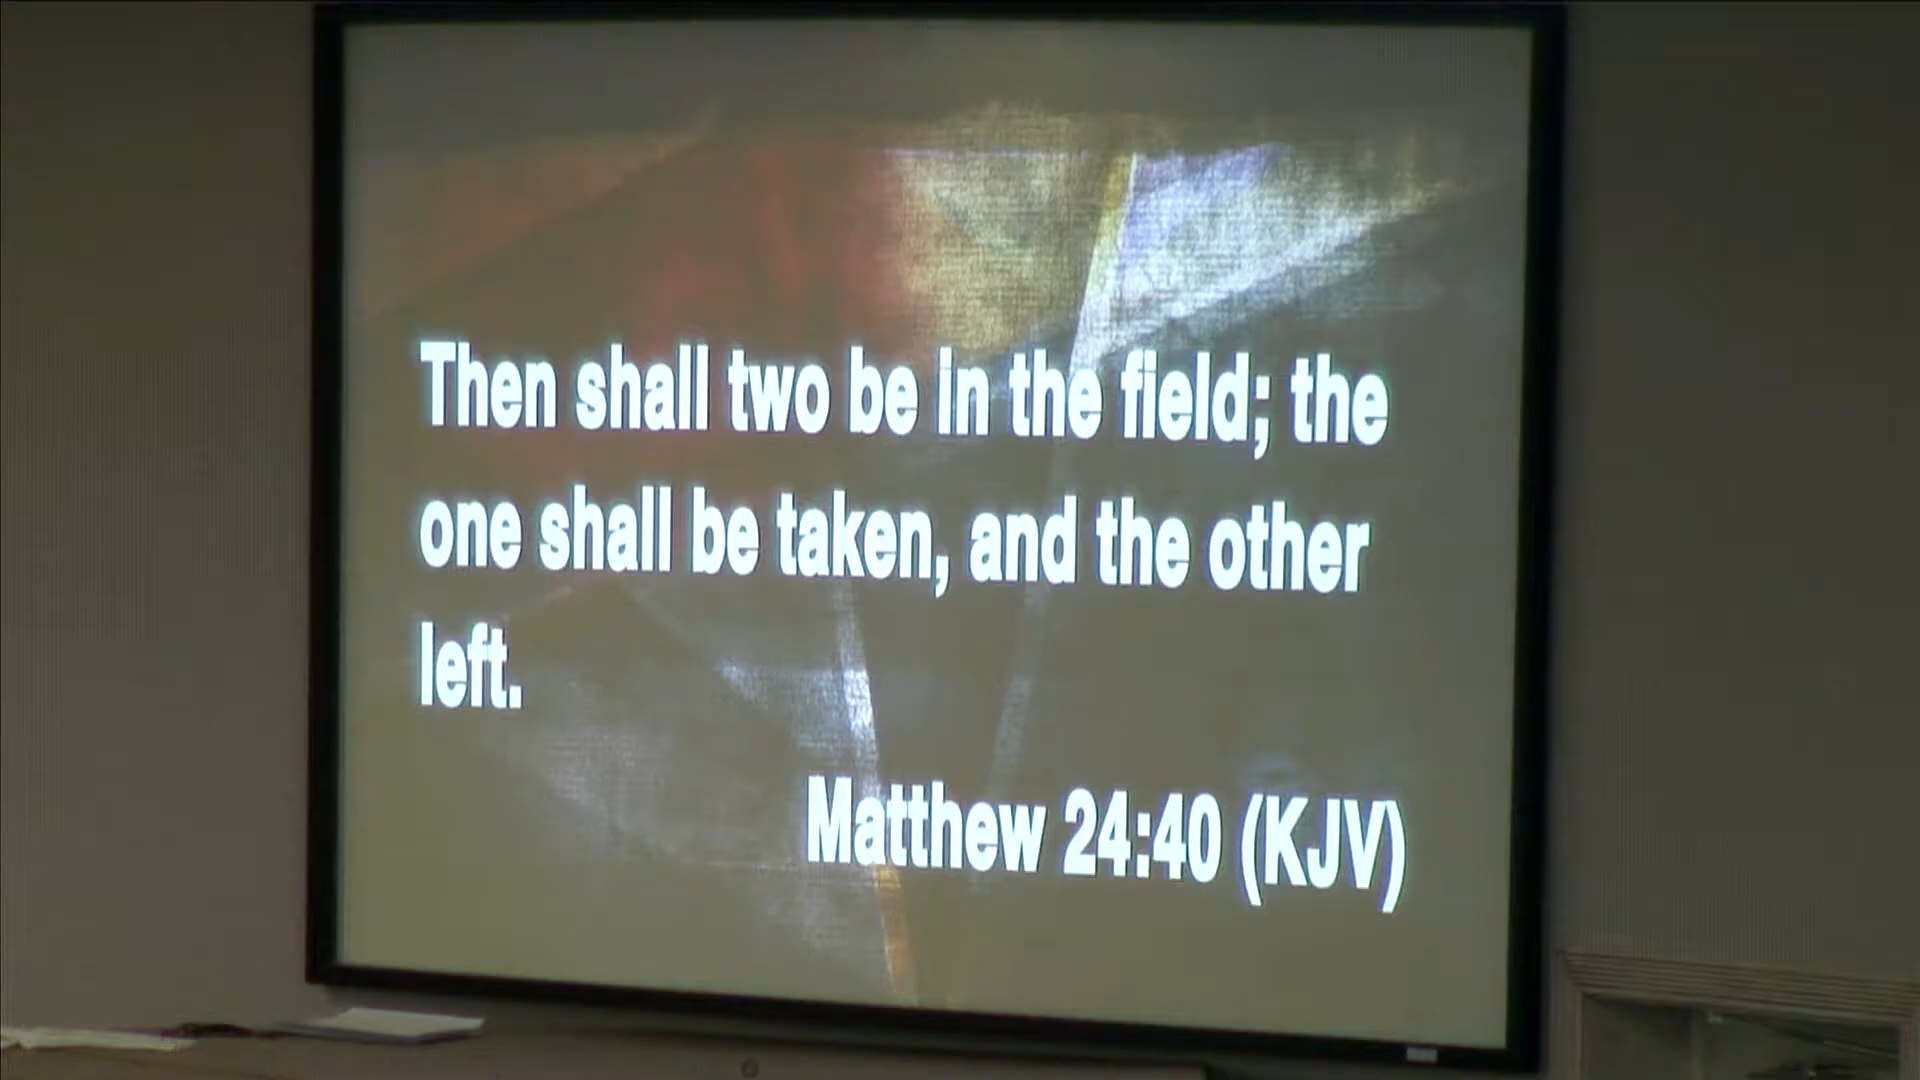 Then shall two be in the field; the
one shall be taken, and the other
left.
Matthew 24:40 (KJV)